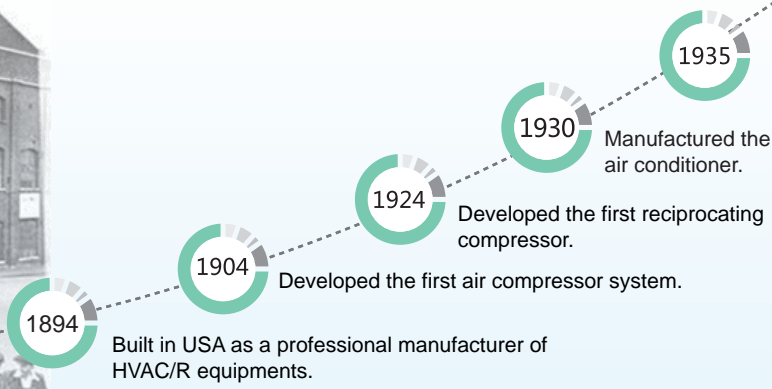 1935
1930
Manufactured the
air conditioner.
1924
Developed the first reciprocating
compressor.
1904
Developed the first air compressor system.
1894
Built in USA as a professional manufacturer of
HVAC/R equipments.